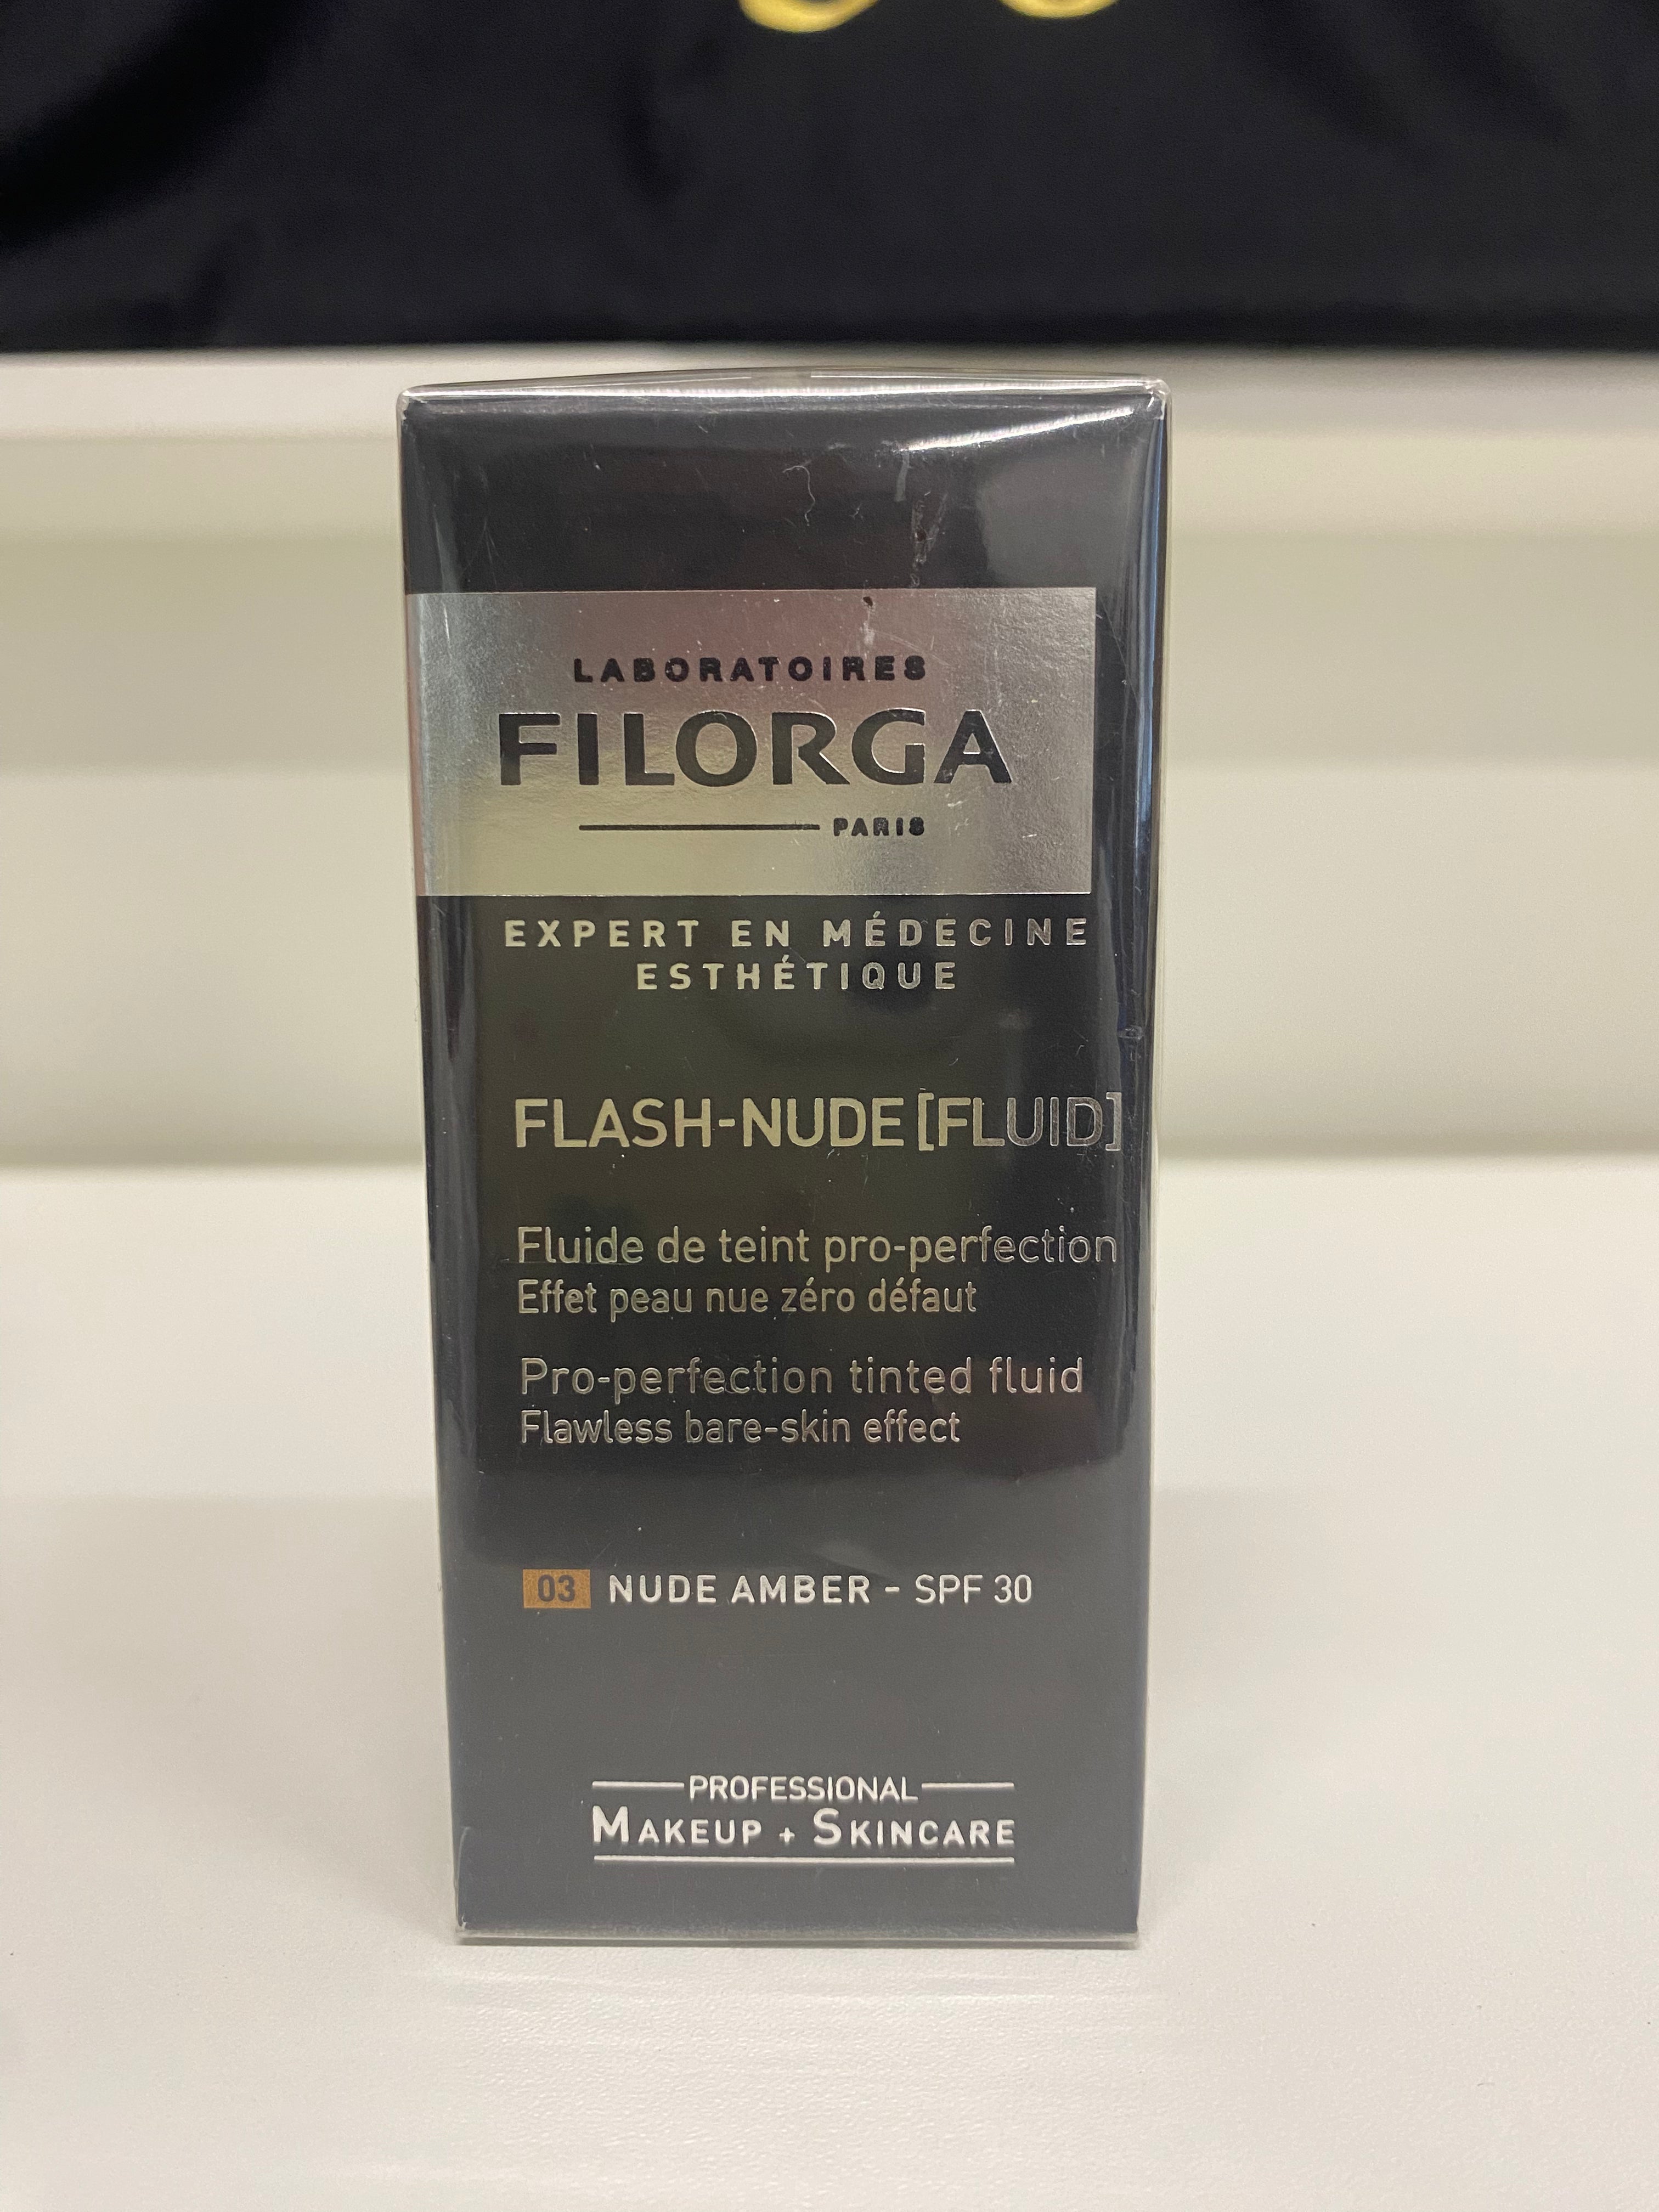 LABORATOIRES
FILORGA
PARIS
EXPERT EN MÉDECINE
ESTHÉTIQUE
FLASH-NUDE [FLUID]
Fluide de teint pro-perfection
Effet peau nue zéro défaut
Pro-perfection tinted fluid
Flawless bare-skin effect
03 NUDE AMBER - SPF 30
PROFESSIONAL
MAKEUP + SKINCARE